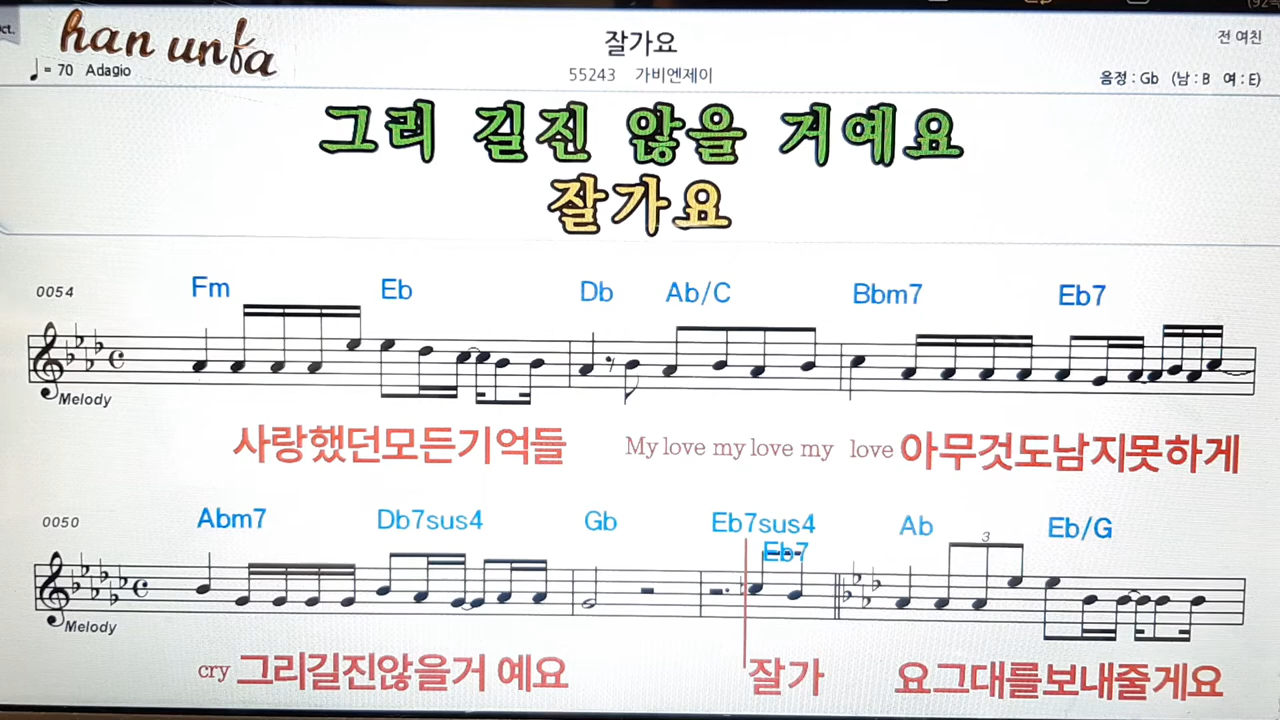 ct.
han unfa
잘가요
전 여친
♩= 70 Adagio
55243 가비엔제이
음정 : Gb (남 : B 여 : E)
그리 길진 않을 거예요
잘가요
0054
Fm Eb Db Ab/C Bbm7 Eb7
Melody
사랑했던모든기억들 My love my love my love 아무것도남지못하게
0050
Abm7 Db7sus4 Gb Eb7sus4 Ab Eb/G
Eb7
3
Melody
cry 그리길진않을거 예요 잘가 요그대를보내줄게요